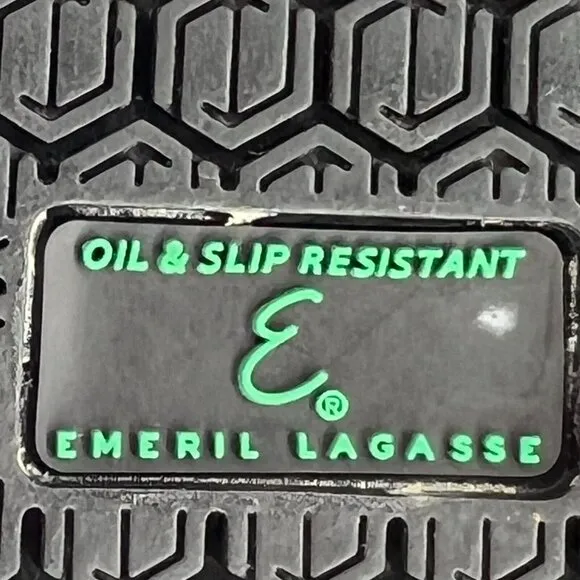 OIL & SLIP RESISTANT
E®
EMERIL LAGASSE